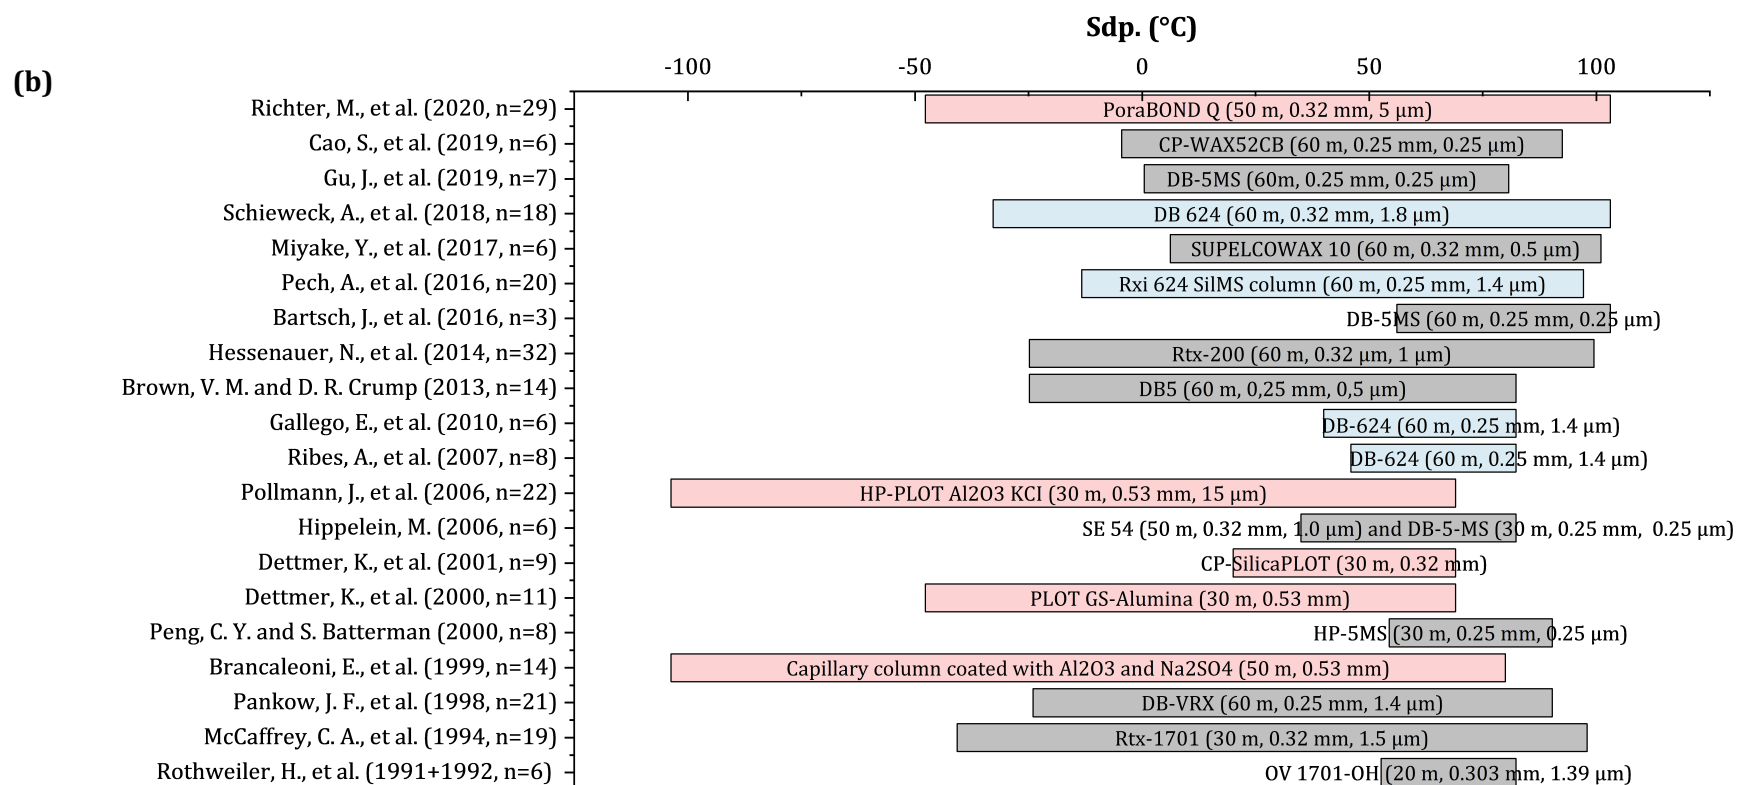 Sdp. (°C)
(b)
-100 -50 0 50 100
Richter, M., et al. (2020, n=29) PoraBOND Q (50 m, 0.32 mm, 5 µm)
Cao, S., et al. (2019, n=6) CP-WAX52CB (60 m, 0.25 mm, 0.25 µm)
Gu, J., et al. (2019, n=7) DB-5MS (60m, 0.25 mm, 0.25 µm)
Schieweck, A., et al. (2018, n=18) DB 624 (60 m, 0.32 mm, 1.8 µm)
Miyake, Y., et al. (2017, n=6) SUPELCOWAX 10 (60 m, 0.32 mm, 0.5 µm)
Pech, A., et al. (2016, n=20) Rxi 624 SilMS column (60 m, 0.25 mm, 1.4 µm)
Bartsch, J., et al. (2016, n=3) DB-5MS (60 m, 0.25 mm, 0.25 µm)
Hessenauer, N., et al. (2014, n=32) Rtx-200 (60 m, 0.32 µm, 1 µm)
Brown, V. M. and D. R. Crump (2013, n=14) DB5 (60 m, 0,25 mm, 0,5 µm)
Gallego, E., et al. (2010, n=6) DB-624 (60 m, 0.25 mm, 1.4 µm)
Ribes, A., et al. (2007, n=8) DB-624 (60 m, 0.25 mm, 1.4 µm)
Pollmann, J., et al. (2006, n=22) HP-PLOT Al2O3 KCI (30 m, 0.53 mm, 15 µm)
Hippelein, M. (2006, n=6) SE 54 (50 m, 0.32 mm, 1.0 µm) and DB-5-MS (30 m, 0.25 mm, 0.25 µm)
Dettmer, K., et al. (2001, n=9) CP-SilicaPLOT (30 m, 0.32 mm)
Dettmer, K., et al. (2000, n=11) PLOT GS-Alumina (30 m, 0.53 mm)
Peng, C. Y. and S. Batterman (2000, n=8) HP-5MS (30 m, 0.25 mm, 0.25 µm)
Brancaleoni, E., et al. (1999, n=14) Capillary column coated with Al2O3 and Na2SO4 (50 m, 0.53 mm)
Pankow, J. F., et al. (1998, n=21) DB-VRX (60 m, 0.25 mm, 1.4 µm)
McCaffrey, C. A., et al. (1994, n=19) Rtx-1701 (30 m, 0.32 mm, 1.5 µm)
Rothweiler, H., et al. (1991+1992, n=6) OV 1701-OH (20 m, 0.303 mm, 1.39 µm)